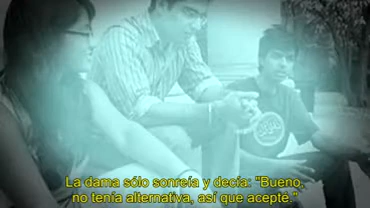 La dama sólo sonreía y decía: "Bueno,
no tenía alternativa, así que acepté."